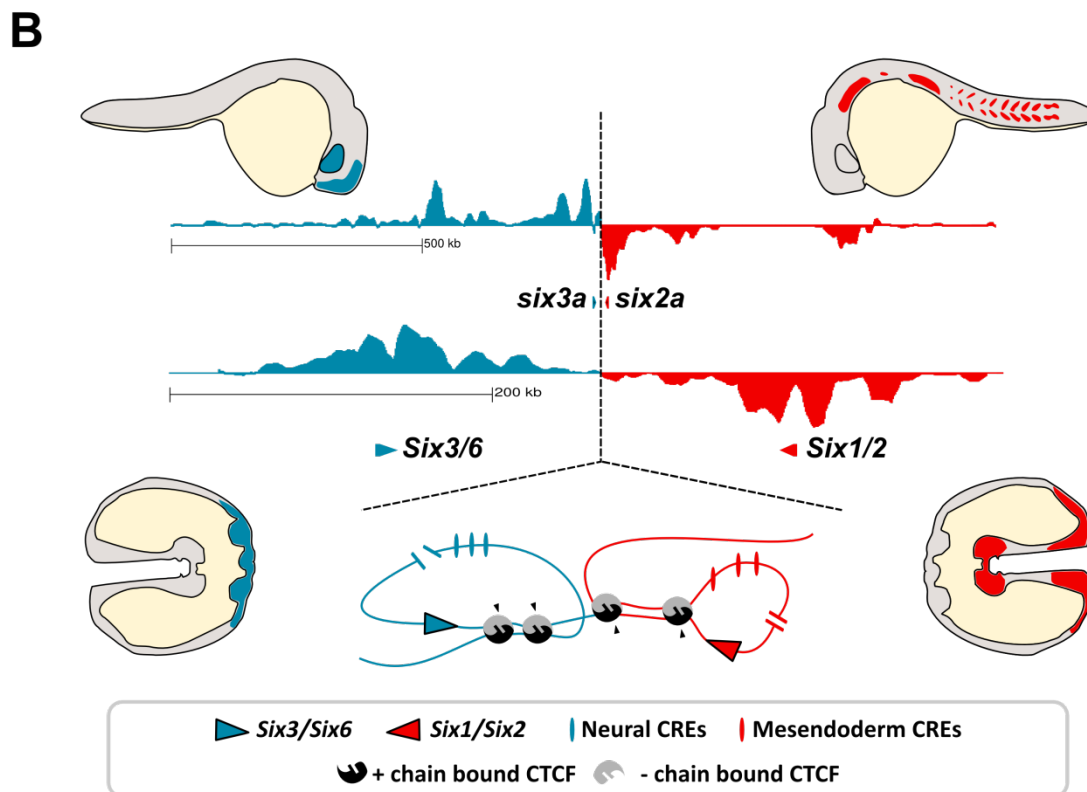 B
500 kb
six3a six2a
200 kb
Six3/6 Six1/2
Six3/Six6 Six1/Six2 Neural CREs Mesendoderm CREs
+ chain bound CTCF - chain bound CTCF